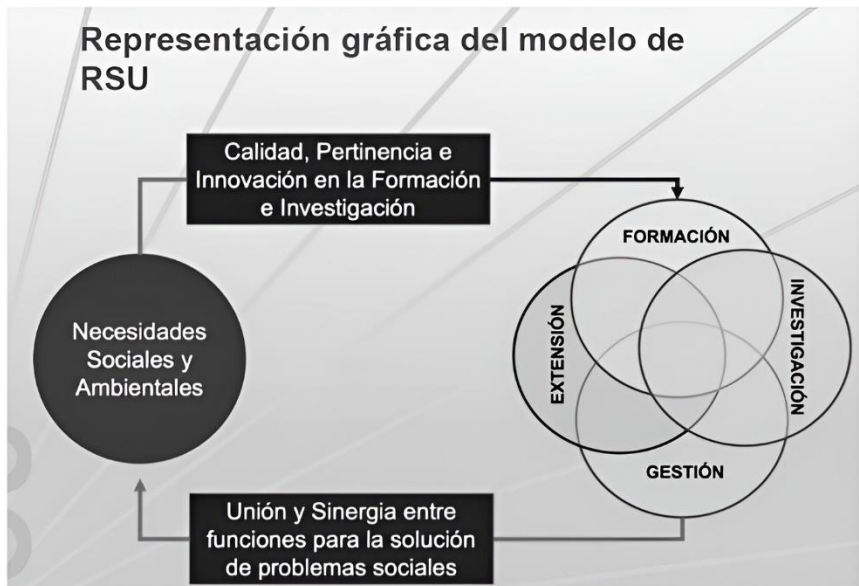 Representación gráfica del modelo de
RSU
Calidad, Pertinencia e
Innovación en la Formación
e Investigación
FORMACIÓN
EXTENSIÓN
INVESTIGACIÓN
Necesidades
Sociales y
Ambientales
GESTIÓN
Unión y Sinergia entre
funciones para la solución
de problemas sociales